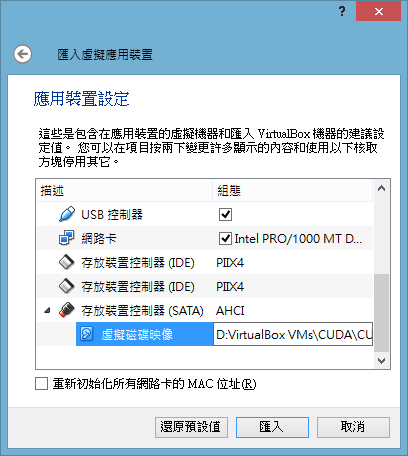 ?
匯入虛擬應用裝置
應用裝置設定
這些是包含在應用裝置的虛擬機器和匯入 VirtualBox 機器的建議設
定值。 您可以在項目按兩下變更許多顯示的內容和使用以下核取
方塊停用其它。
描述 組態
USB 控制器
網路卡 Intel PRO/1000 MT D...
存放裝置控制器 (IDE) PIIX4
存放裝置控制器 (IDE) PIIX4
存放裝置控制器 (SATA) AHCI
虛擬磁碟映像 D:VirtualBox VMs\CUDA\CU
重新初始化所有網路卡的 MAC 位址(R)
還原預設值 匯入 取消